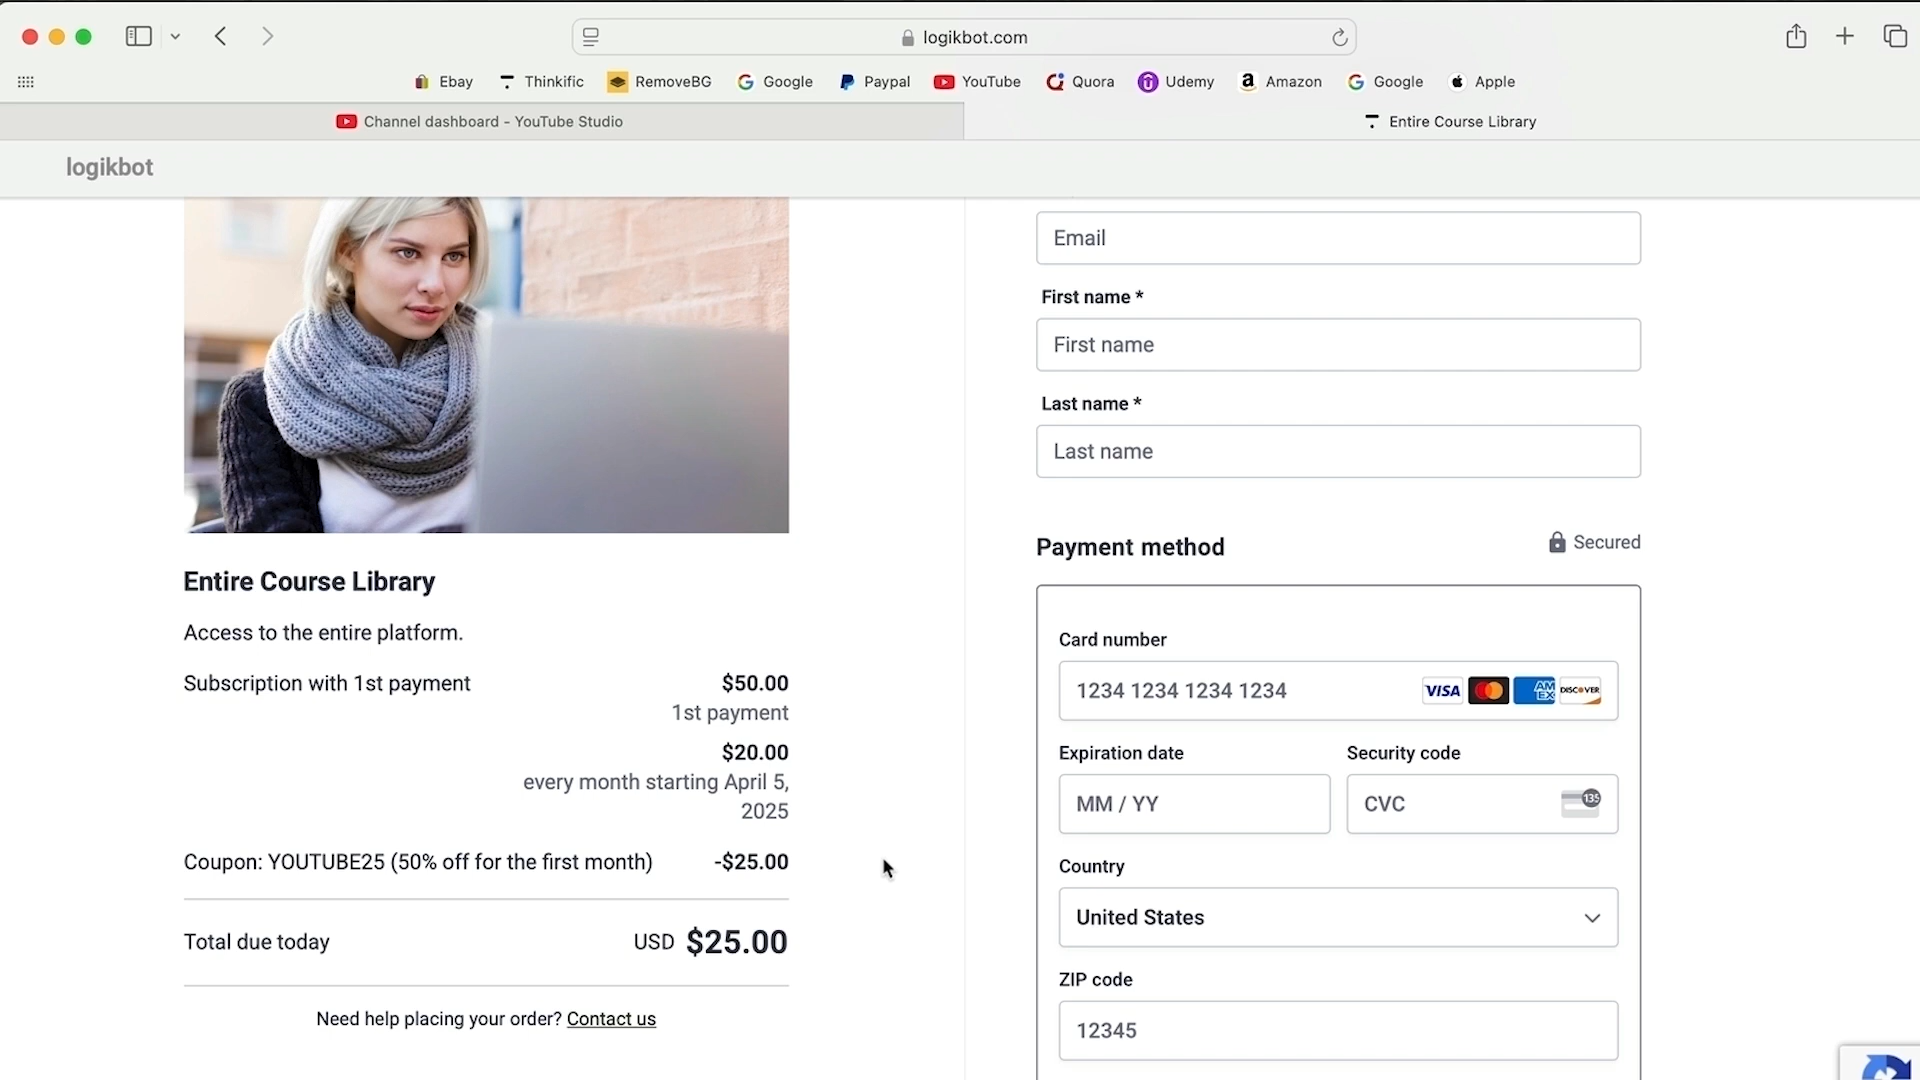 logikbot.com
Ebay
Thinkific
RemoveBG
Google
Paypal
YouTube
Quora
Udemy
Amazon
Google
Apple
Channel dashboard - YouTube Studio
Entire Course Library
logikbot
Entire Course Library
Access to the entire platform.
Subscription with 1st payment $50.00
1st payment
$20.00
every month starting April 5,
2025
Coupon: YOUTUBE25 (50% off for the first month) -$25.00
Total due today USD $25.00
Need help placing your order? Contact us
Email
First name *
First name
Last name *
Last name
Payment method
Secured
Card number
1234 1234 1234 1234
VISA
AM
EX
DISCOVER
Expiration date
Security code
MM / YY
CVC
135
Country
United States
ZIP code
12345